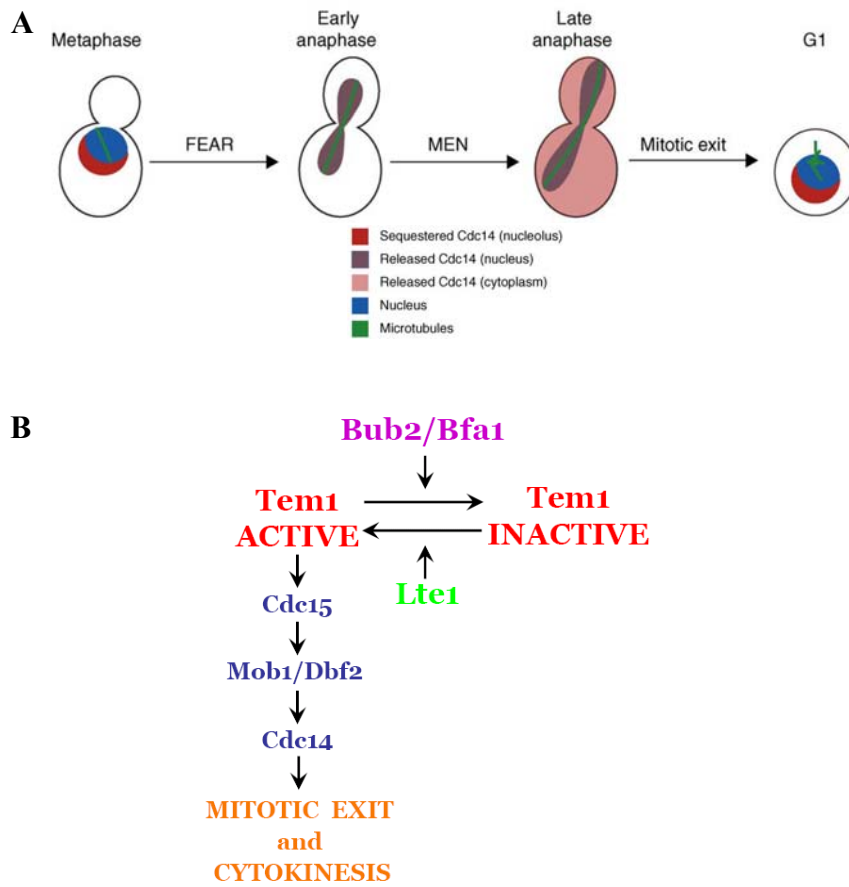 A
Metaphase
Early
anaphase
Late
anaphase
G1
FEAR
MEN
Mitotic exit
Sequestered Cdc14 (nucleolus)
Released Cdc14 (nucleus)
Released Cdc14 (cytoplasm)
Nucleus
Microtubules
B
Bub2/Bfa1
Tem1
ACTIVE
Tem1
INACTIVE
Lte1
Cdc15
Mob1/Dbf2
Cdc14
MITOTIC EXIT
and
CYTOKINESIS